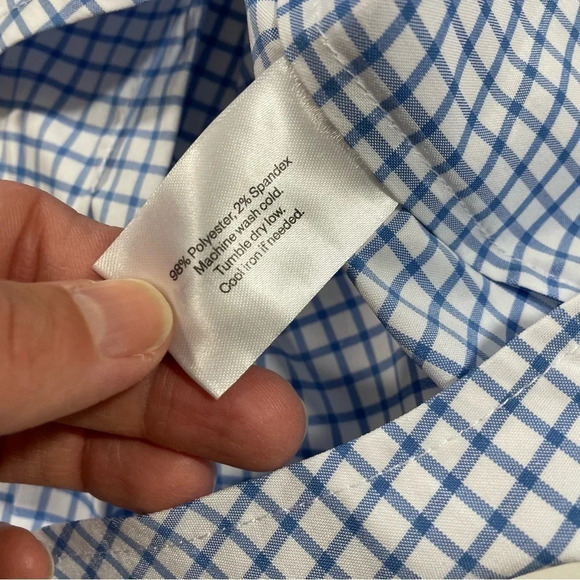 98% Polyester, 2% Spandex
Machine wash cold.
Tumble dry low.
Cool iron if needed.